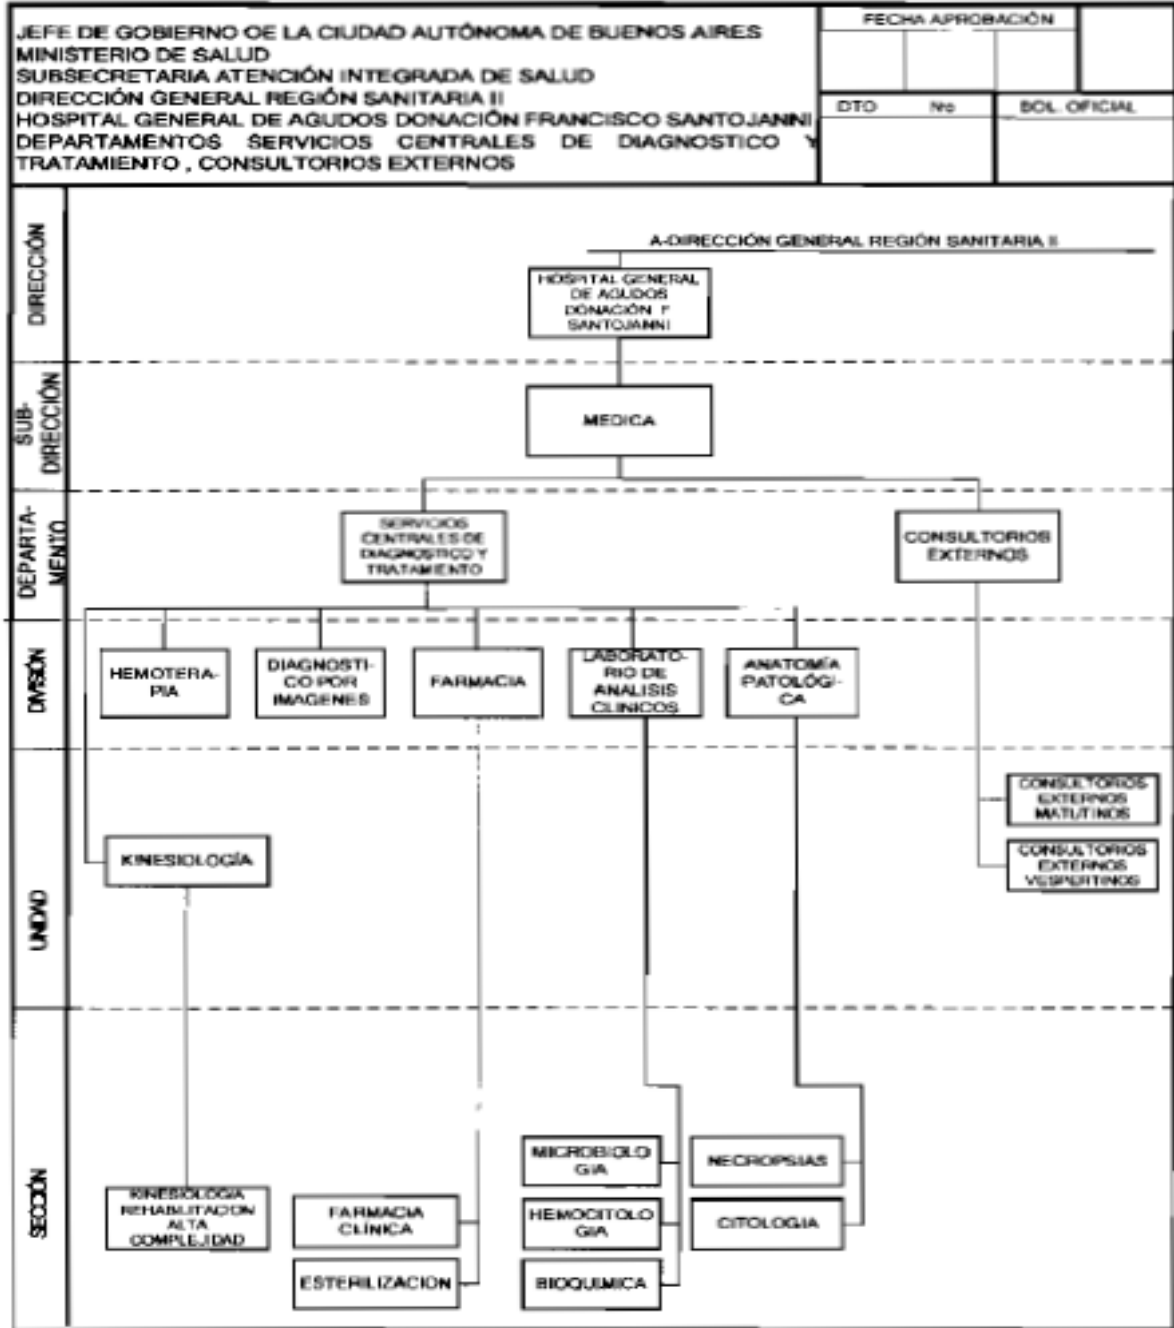 JEFE DE GOBIERNO OE LA CIUDAD AUTÓNOMA DE BUENOS AIRES
MINISTERIO DE SALUD
SUBSECRETARIA ATENCIÓN INTEGRADA DE SALUD
DIRECCIÓN GENERAL REGIÓN SANITARIA II
HOSPITAL GENERAL DE AGUDOS DONACIÓN FRANCISCO SANTOJANNI
DEPARTAMENTOS SERVICIOS CENTRALES DE DIAGNOSTICO Y
TRATAMIENTO , CONSULTORIOS EXTERNOS
FECHA APROBACIÓN
DTO Nro BOL. OFICIAL
DIRECCIÓN
A-DIRECCIÓN GENERAL REGIÓN SANITARIA II
HOSPITAL GENERAL
DE AGUDOS
DONACIÓN F
SANTOJANNI
SUB-
DIRECCIÓN
MEDICA
DEPARTA-
MENTO
SERVICIOS
CENTRALES DE
DIAGNOSTICO Y
TRATAMIENTO
CONSULTORIOS
EXTERNOS
DIVISIÓN
HEMOTERA-
PIA
DIAGNOSTI-
CO POR
IMAGENES
FARMACIA
LABORATO-
RIO DE
ANALISIS
CLINICOS
ANATOMÍA
PATOLÓGI-
CA
UNIDAD
CONSULTORIOS
EXTERNOS
MATUTINOS
KINESIOLOGÍA
CONSULTORIOS
EXTERNOS
VESPERTINOS
SECCIÓN
KINESIOLOGIA
REHABILITACION
ALTA
COMPLEJIDAD
FARMACIA
CLÍNICA
ESTERILIZACION
MICROBIOLO
GIA
HEMOCITOLO
GIA
BIOQUIMICA
NECROPSIAS
CITOLOGIA